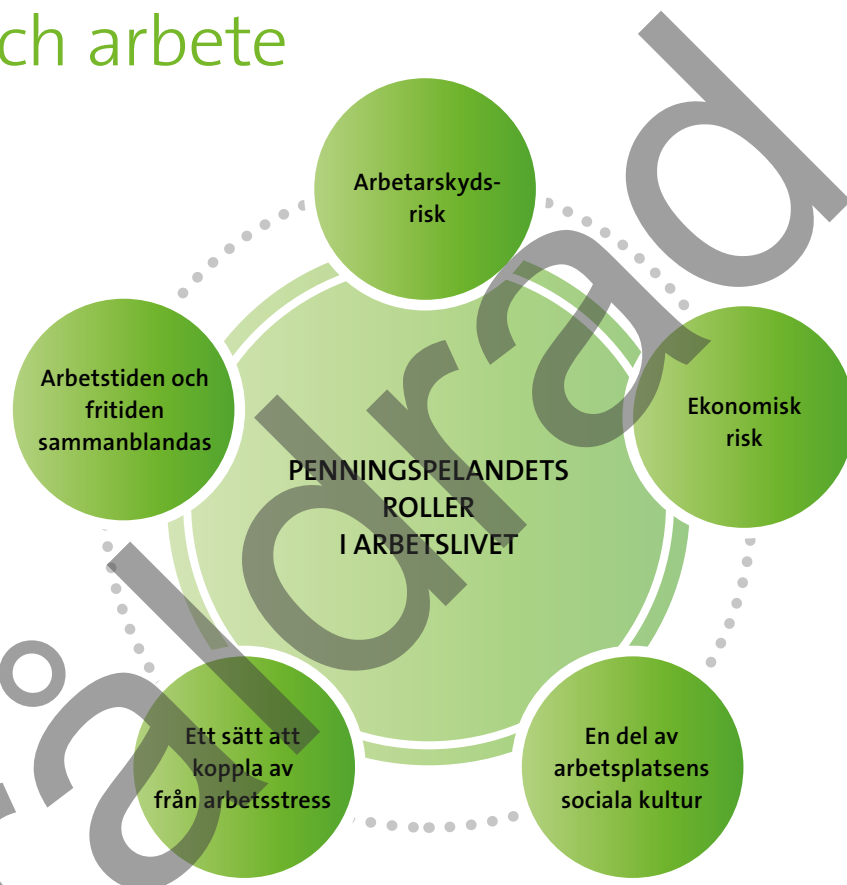 ch arbete
Arbetarskyds-
risk
Arbetstiden och
fritiden
sammanblandas
Ekonomisk
risk
PENNINGSPELANDETS
ROLLER
I ARBETSLIVET
Ett sätt att
koppla av
från arbetsstress
En del av
arbetsplatsens
sociala kultur
åldrad